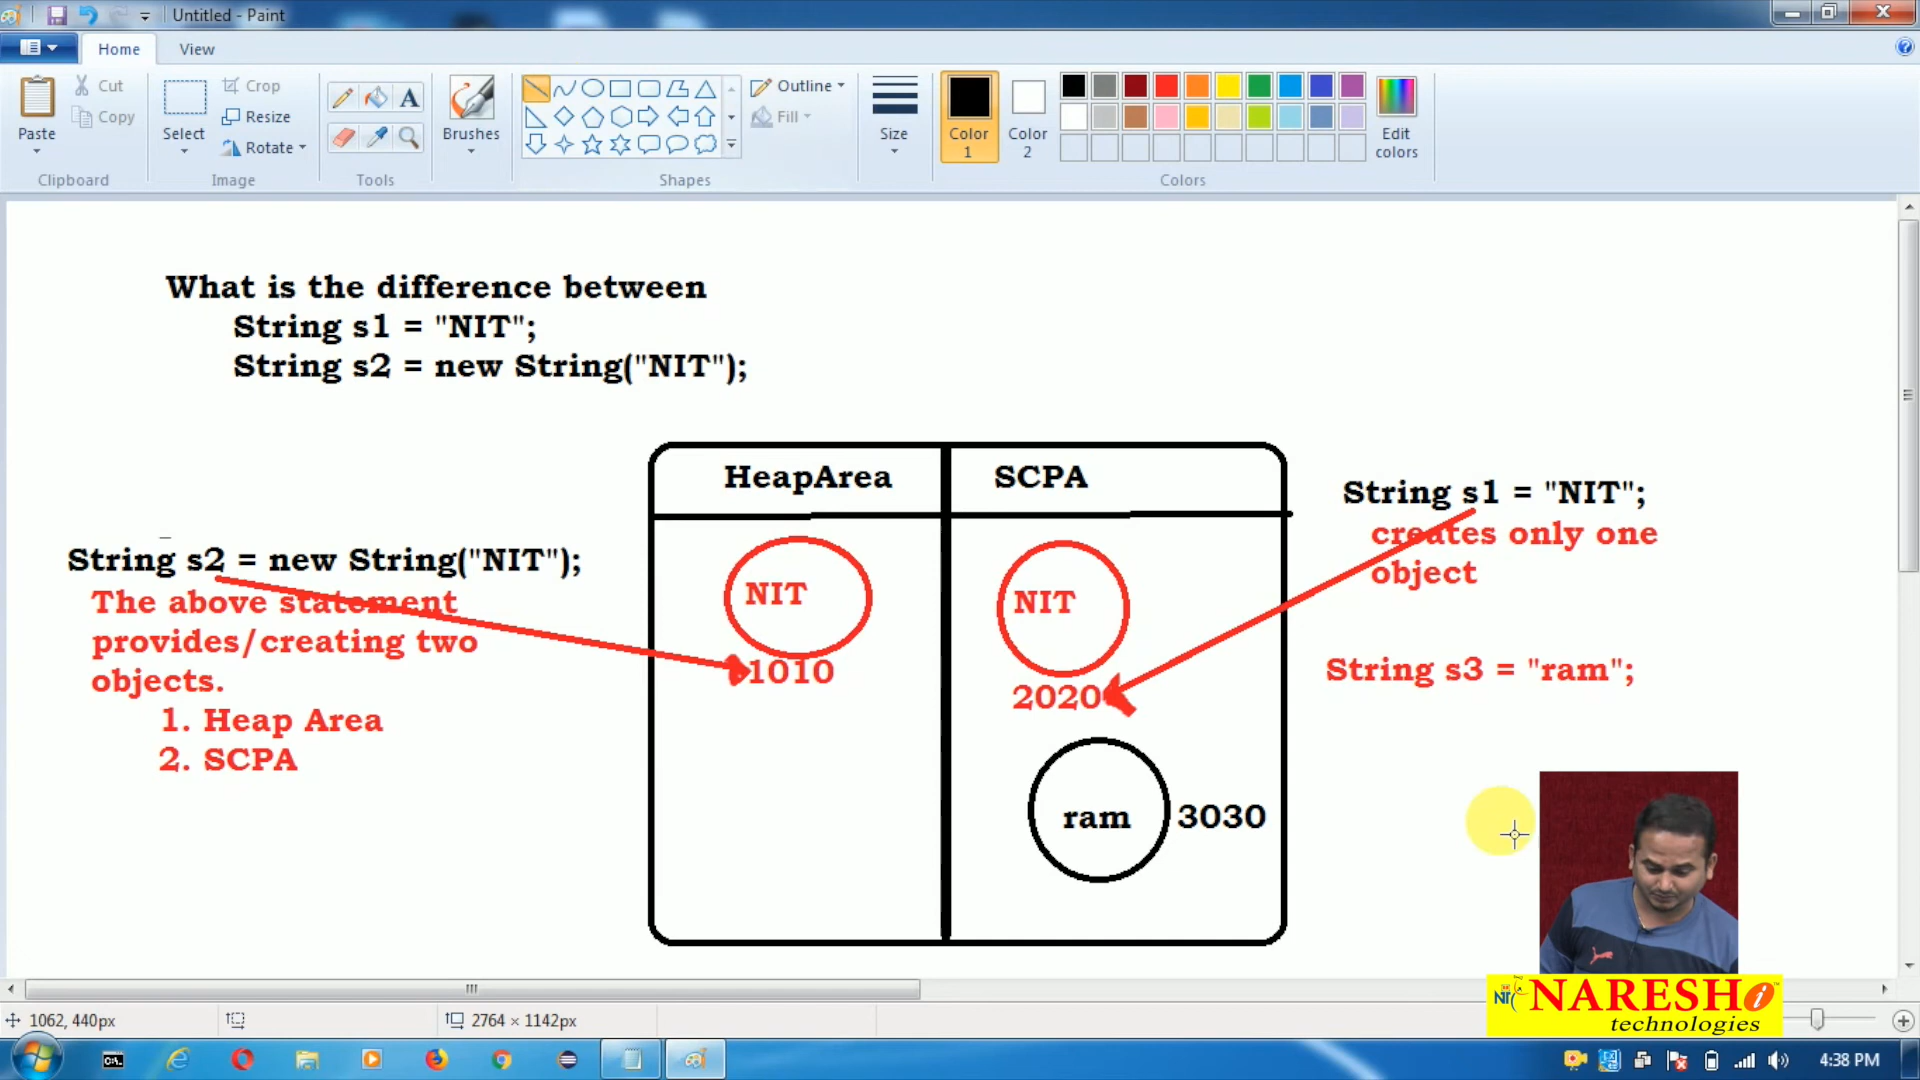 Untitled - Paint
Home
View
Paste
Cut
Copy
Clipboard
Select
Crop
Resize
Rotate
Image
Tools
A
Brushes
Shapes
Outline
Fill
Size
Color
1
Color
2
Edit
colors
Colors
What is the difference between
String s1 = "NIT";
String s2 = new String("NIT");
HeapArea
SCPA
String s1 = "NIT";
creates only one
object
String s2 = new String("NIT");
The above statement
provides/creating two
objects.
1. Heap Area
2. SCPA
NIT
1010
NIT
2020
String s3 = "ram";
ram
3030
NARESH i
technologies
1062, 440px
2764 × 1142px
4:38 PM